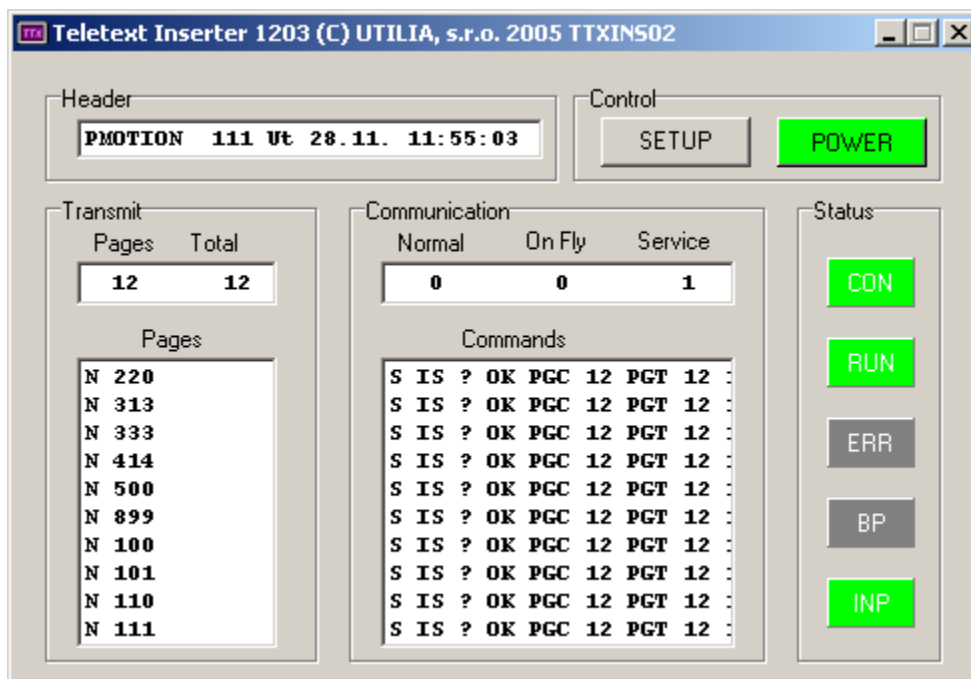 TTX Teletext Inserter 1203 (C) UTILIA, s.r.o. 2005 TTXINS02
Header
PMOTION 111 Ut 28.11. 11:55:03
Control
SETUP POWER
Transmit
Pages Total
12 12
Pages
N 220
N 313
N 333
N 414
N 500
N 899
N 100
N 101
N 110
N 111
Communication
Normal On Fly Service
0 0 1
Commands
S IS ? OK PGC 12 PGT 12
S IS ? OK PGC 12 PGT 12
S IS ? OK PGC 12 PGT 12
S IS ? OK PGC 12 PGT 12
S IS ? OK PGC 12 PGT 12
S IS ? OK PGC 12 PGT 12
S IS ? OK PGC 12 PGT 12
S IS ? OK PGC 12 PGT 12
S IS ? OK PGC 12 PGT 12
S IS ? OK PGC 12 PGT 12
Status
CON
RUN
ERR
BP
INP